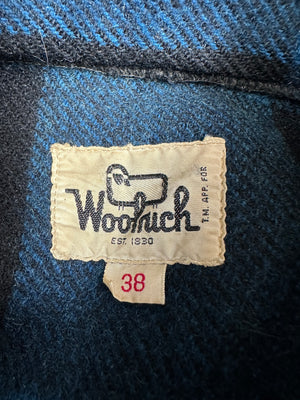 Woolrich
EST. 1830
T.M. APP. FOR
38